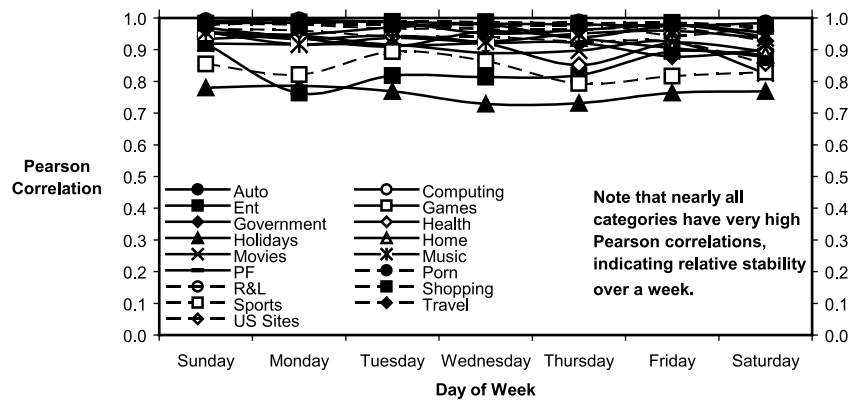 1.0 1.0
0.9 0.9
0.8 0.8
0.7 0.7
0.6 0.6
0.5 0.5
0.4 0.4
0.3 0.3
0.2 0.2
0.1 0.1
0.0 0.0
Pearson
Correlation
Auto Computing
Ent Games
Government Health
Holidays Home
Movies Music
PF Porn
R&L Shopping
Sports Travel
US Sites
Note that nearly all
categories have very high
Pearson correlations,
indicating relative stability
over a week.
Sunday Monday Tuesday Wednesday Thursday Friday Saturday
Day of Week